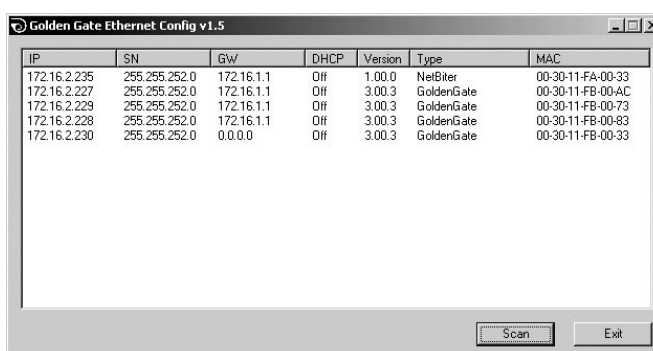 Golden Gate Ethernet Config v1.5
IP SN GW DHCP Version Type MAC
172.16.2.235 255.255.252.0 172.16.1.1 Off 1.00.0 NetBiter 00-30-11-FA-00-33
172.16.2.227 255.255.252.0 172.16.1.1 Off 3.00.3 GoldenGate 00-30-11-FB-00-AC
172.16.2.229 255.255.252.0 172.16.1.1 Off 3.00.3 GoldenGate 00-30-11-FB-00-73
172.16.2.228 255.255.252.0 172.16.1.1 Off 3.00.3 GoldenGate 00-30-11-FB-00-83
172.16.2.230 255.255.252.0 0.0.0.0 Off 3.00.3 GoldenGate 00-30-11-FB-00-33
Scan Exit